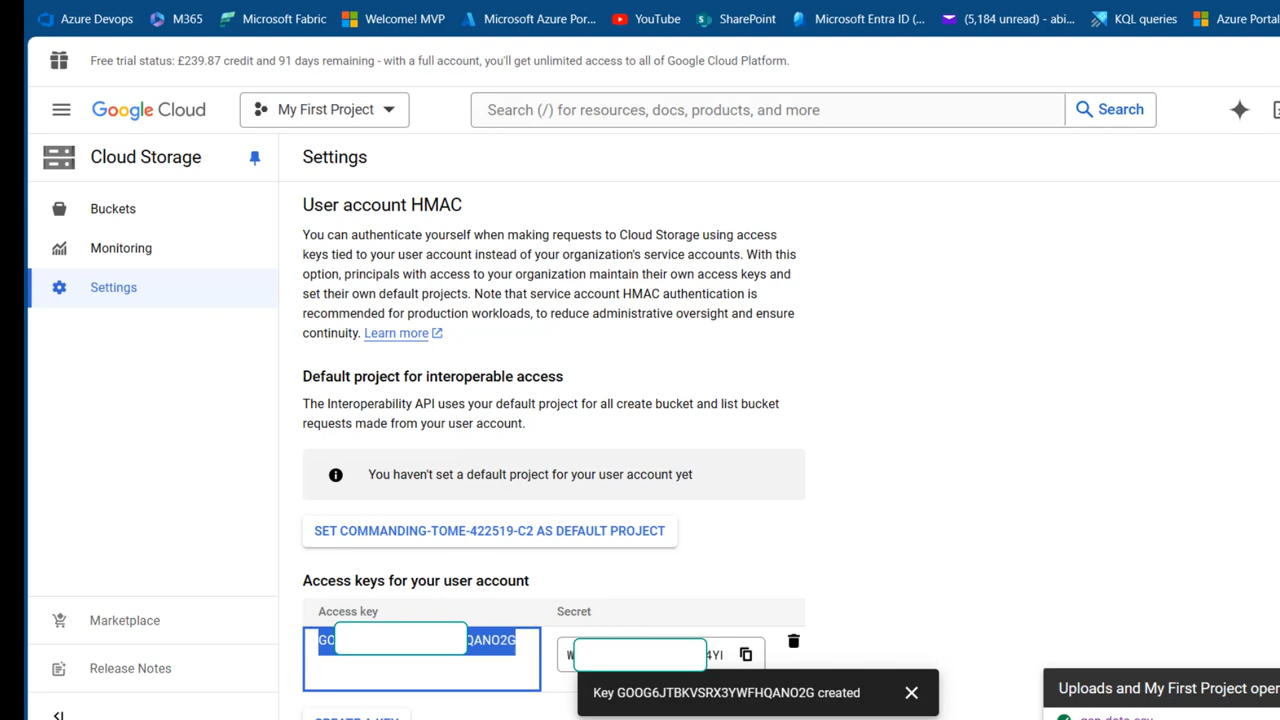 Azure Devops M365 Microsoft Fabric Welcome! MVP Microsoft Azure Por... YouTube SharePoint Microsoft Entra ID (... (5,184 unread) - abi... KQL queries Azure Portal
Free trial status: £239.87 credit and 91 days remaining - with a full account, you'll get unlimited access to all of Google Cloud Platform.
Google Cloud My First Project Search (/) for resources, docs, products, and more Search
Cloud Storage
Buckets
Monitoring
Settings
Marketplace
Release Notes
Settings
User account HMAC
You can authenticate yourself when making requests to Cloud Storage using access
keys tied to your user account instead of your organization's service accounts. With this
option, principals with access to your organization maintain their own access keys and
set their own default projects. Note that service account HMAC authentication is
recommended for production workloads, to reduce administrative oversight and ensure
continuity. Learn more
Default project for interoperable access
The Interoperability API uses your default project for all create bucket and list bucket
requests made from your user account.
You haven't set a default project for your user account yet
SET COMMANDING-TOME-422519-C2 AS DEFAULT PROJECT
Access keys for your user account
Access key Secret
GO QANO2G W 4YI
Key GOOG6JTBKVSRX3YWFHQANO2G created
CREATE A KEY
Uploads and My First Project oper